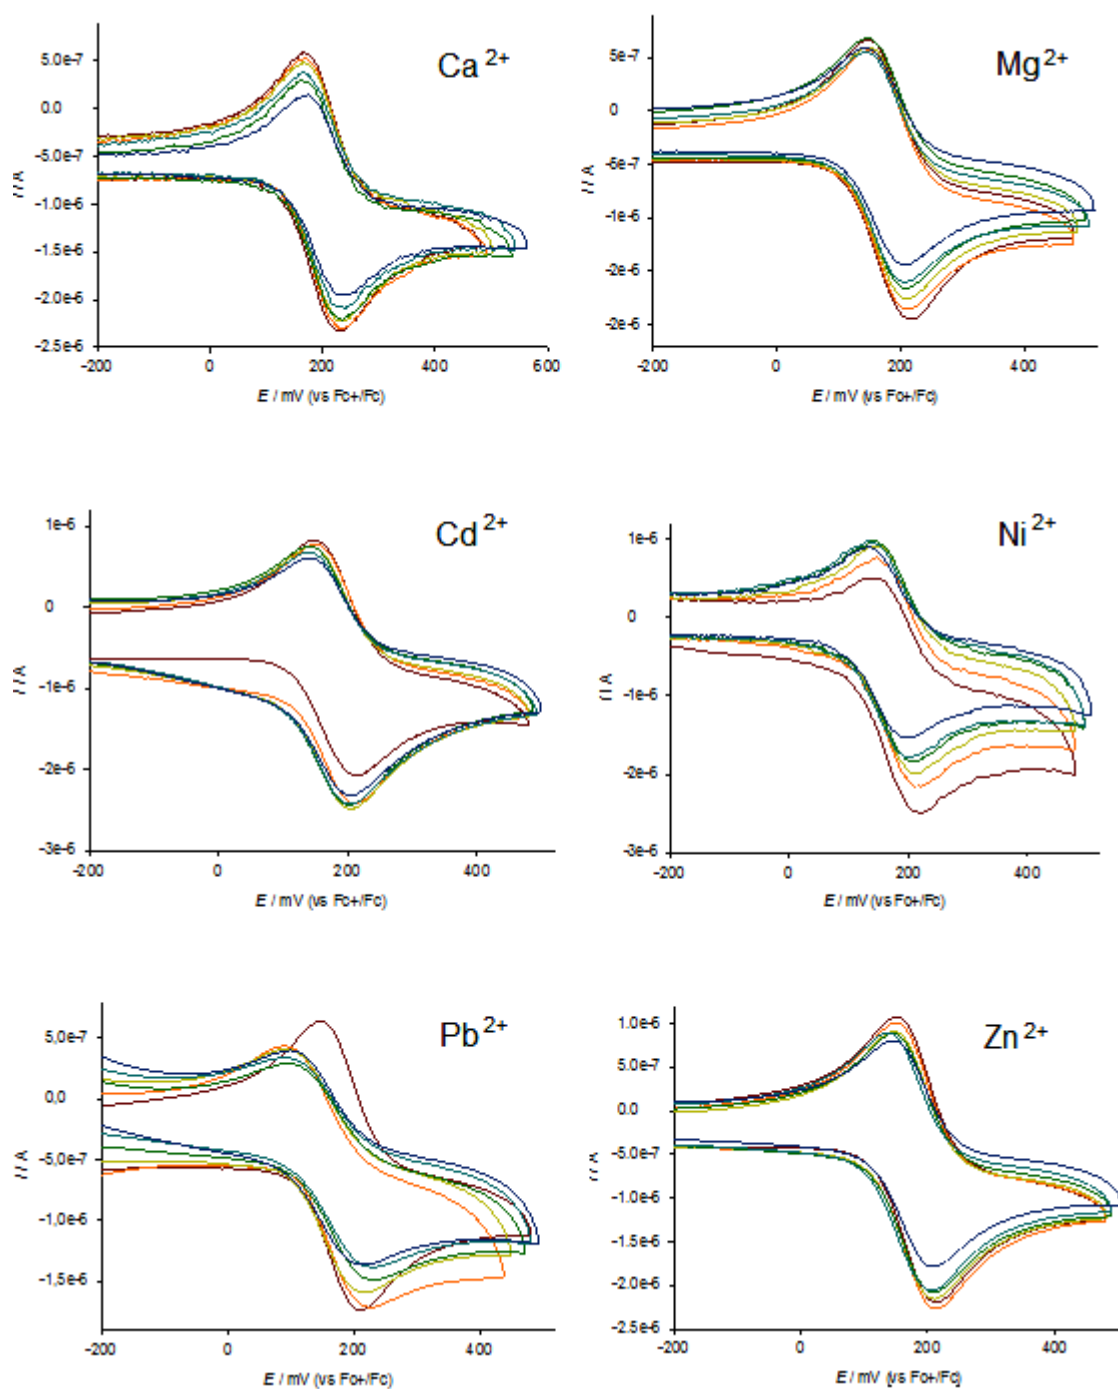 Ca 2+
5.0e-7
0.0
-5.0e-7
-1.0e-6
-1.5e-6
-2.0e-6
-2.5e-6
I / A
-200 0 200 400 600
E / mV (vs Fc+/Fc)
Mg 2+
5e-7
0
-5e-7
-1e-6
-2e-6
-2e-6
I / A
-200 0 200 400
E / mV (vs Fc+/Fc)
Cd 2+
1e-6
0
-1e-6
-2e-6
-3e-6
I / A
-200 0 200 400
E / mV (vs Fc+/Fc)
Ni 2+
1e-6
0
-1e-6
-2e-6
-3e-6
I / A
-200 0 200 400
E / mV (vs Fc+/Fc)
Pb 2+
5.0e-7
0.0
-5.0e-7
-1.0e-6
-1.5e-6
I / A
-200 0 200 400
E / mV (vs Fc+/Fc)
Zn 2+
1.0e-6
5.0e-7
0.0
-5.0e-7
-1.0e-6
-1.5e-6
-2.0e-6
-2.5e-6
I / A
-200 0 200 400
E / mV (vs Fc+/Fc)